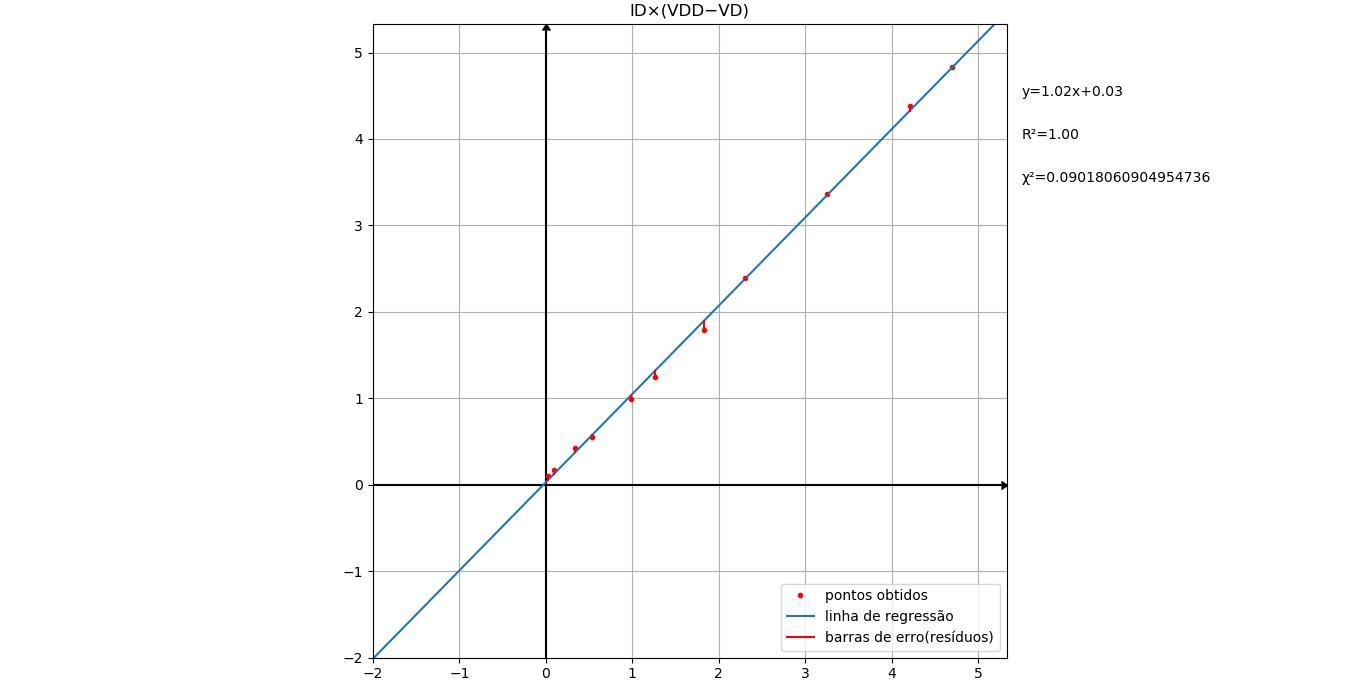 ID×(VDD−VD)
5
4
3
2
1
0
−1
−2
−2
−1
0
1
2
3
4
5
y=1.02x+0.03
R²=1.00
χ²=0.09018060904954736
pontos obtidos
linha de regressão
barras de erro(resíduos)